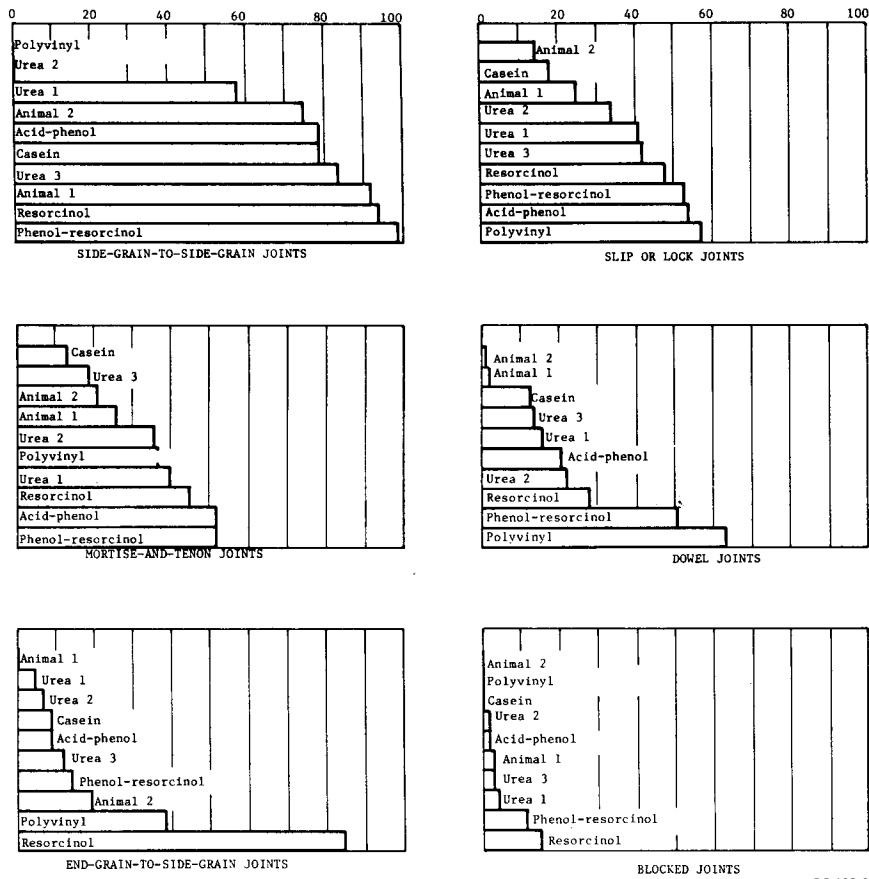 0 20 40 60 80 100
Polyvinyl
Urea 2
Urea 1
Animal 2
Acid-phenol
Casein
Urea 3
Animal 1
Resorcinol
Phenol-resorcinol
SIDE-GRAIN-TO-SIDE-GRAIN JOINTS
0 20 40 60 80 100
Animal 2
Casein
Animal 1
Urea 2
Urea 1
Urea 3
Resorcinol
Phenol-resorcinol
Acid-phenol
Polyvinyl
SLIP OR LOCK JOINTS
Casein
Urea 3
Animal 2
Animal 1
Urea 2
Polyvinyl
Urea 1
Resorcinol
Acid-phenol
Phenol-resorcinol
MORTISE-AND-TENON JOINTS
Animal 2
Animal 1
Casein
Urea 3
Urea 1
Acid-phenol
Urea 2
Resorcinol
Phenol-resorcinol
Polyvinyl
DOWEL JOINTS
Animal 1
Urea 1
Urea 2
Casein
Acid-phenol
Urea 3
Phenol-resorcinol
Animal 2
Polyvinyl
Resorcinol
END-GRAIN-TO-SIDE-GRAIN JOINTS
Animal 2
Polyvinyl
Casein
Urea 2
Acid-phenol
Animal 1
Urea 3
Urea 1
Phenol-resorcinol
Resorcinol
BLOCKED JOINTS